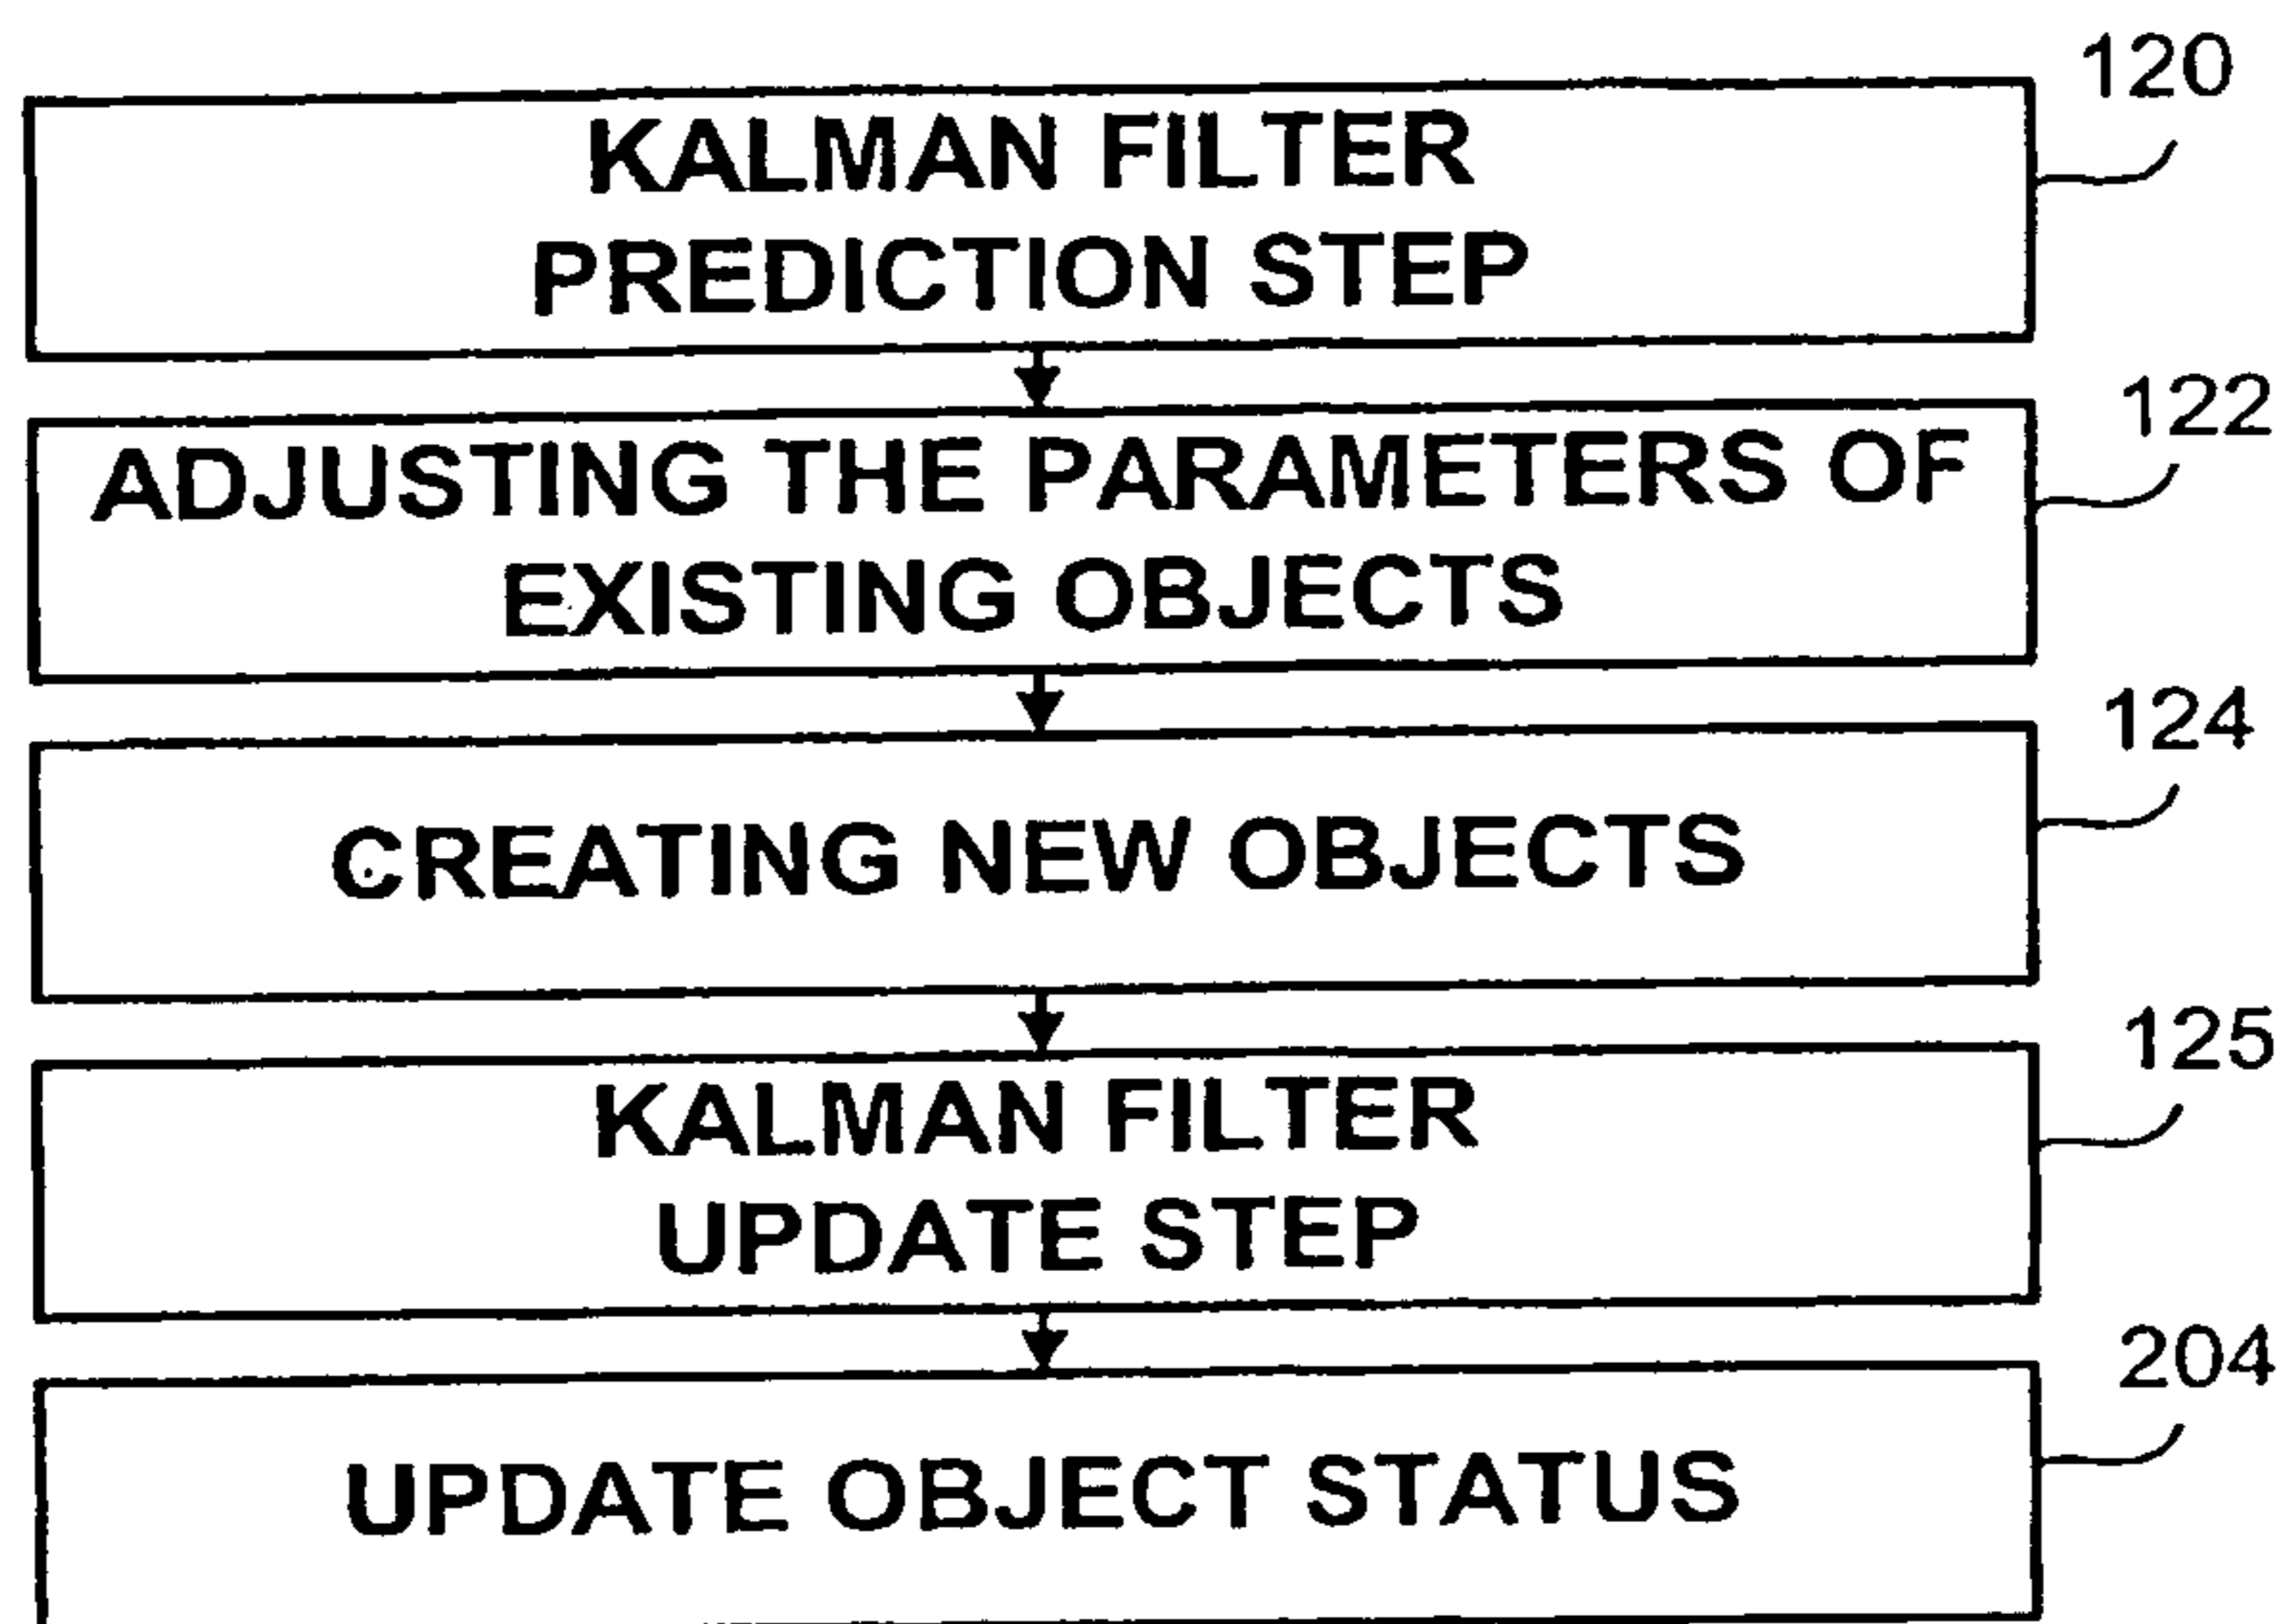 120
KALMAN FILTER
PREDICTION STEP
122
ADJUSTING THE PARAMETERS OF
EXISTING OBJECTS
124
CREATING NEW OBJECTS
125
KALMAN FILTER
UPDATE STEP
204
UPDATE OBJECT STATUS